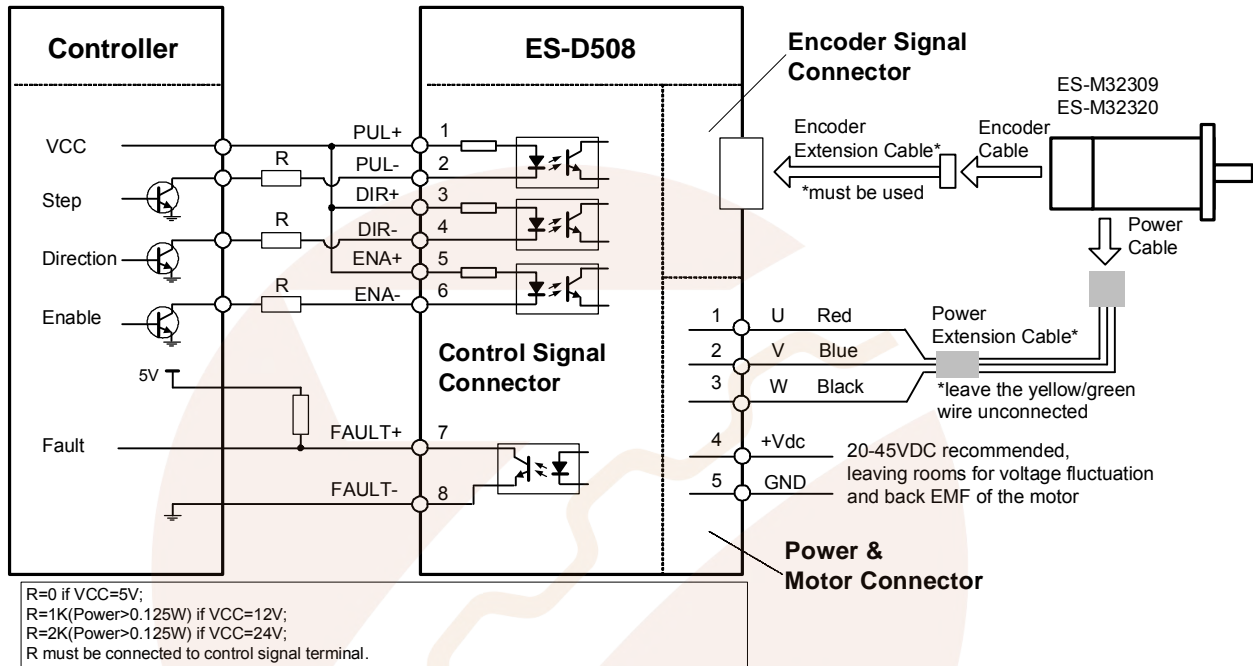 Controller
VCC
Step
Direction
Enable
5V
Fault
R
R
R
PUL+
PUL-
DIR+
DIR-
ENA+
ENA-
FAULT+
FAULT-
ES-D508
1
2
3
4
5
6
7
8
Control Signal
Connector
Encoder Signal
Connector
Encoder
Extension Cable*
*must be used
Encoder
Cable
ES-M32309
ES-M32320
Power
Cable
1 U Red
2 V Blue
3 W Black
4 +Vdc
5 GND
Power
Extension Cable*
*leave the yellow/green
wire unconnected
20-45VDC recommended,
leaving rooms for voltage fluctuation
and back EMF of the motor
Power &
Motor Connector
R=0 if VCC=5V;
R=1K(Power>0.125W) if VCC=12V;
R=2K(Power>0.125W) if VCC=24V;
R must be connected to control signal terminal.